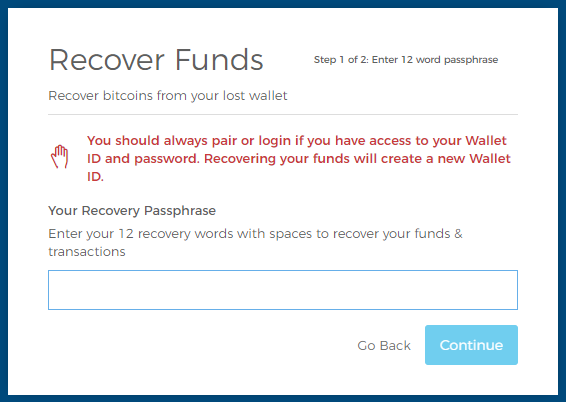 Recover Funds
Step 1 of 2: Enter 12 word passphrase
Recover bitcoins from your lost wallet
You should always pair or login if you have access to your Wallet
ID and password. Recovering your funds will create a new Wallet
ID.
Your Recovery Passphrase
Enter your 12 recovery words with spaces to recover your funds &
transactions
Go Back
Continue